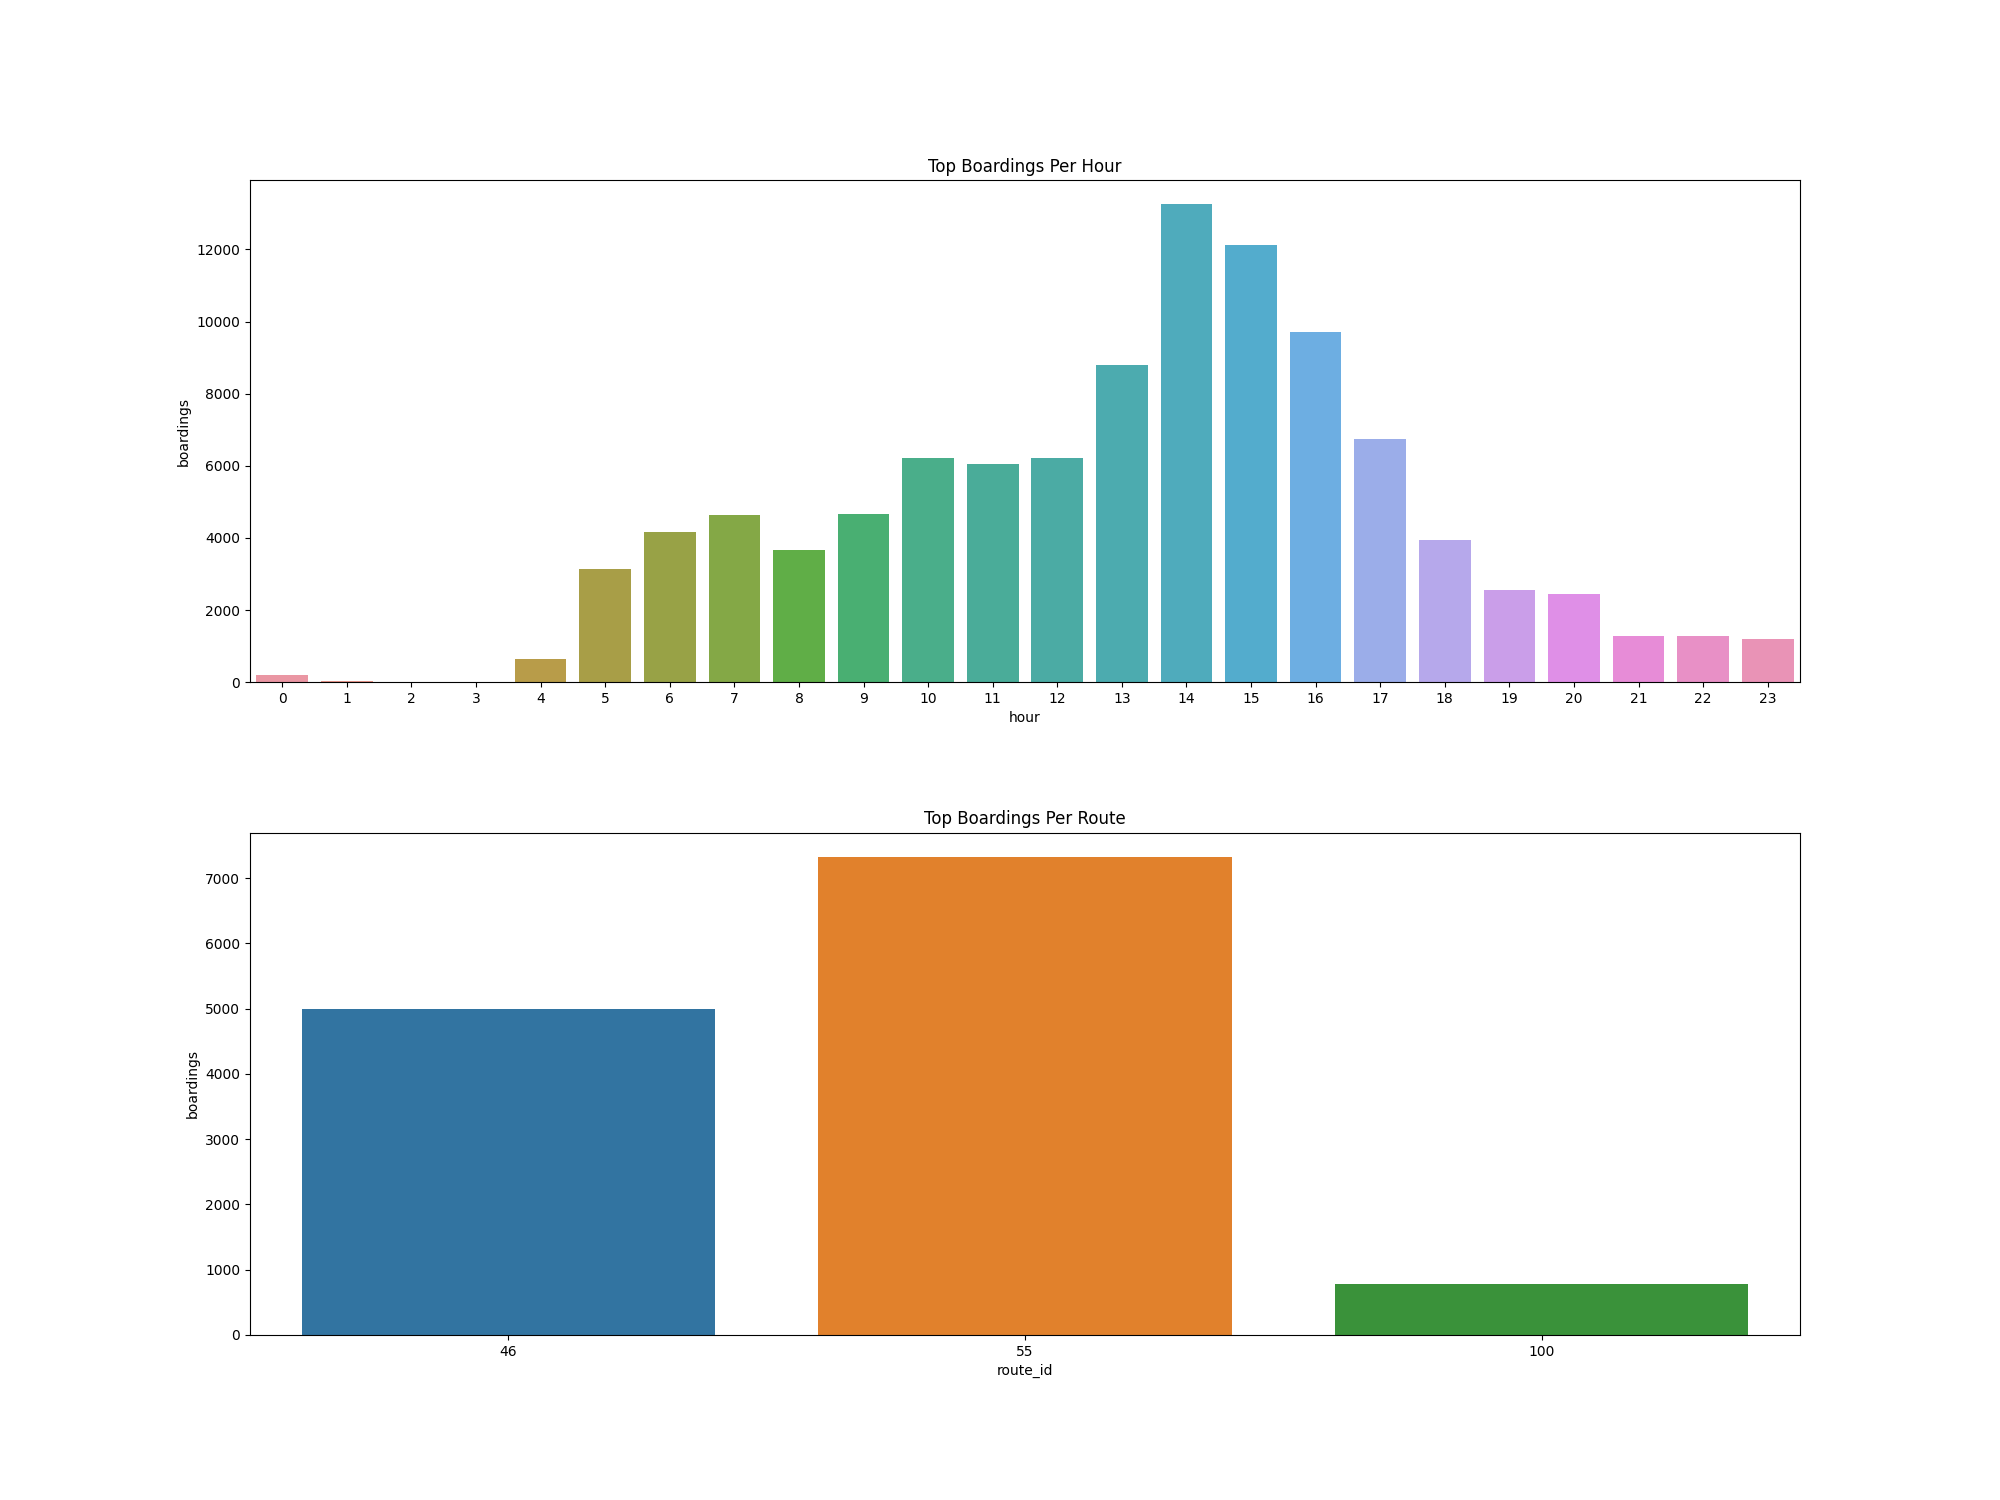 Top Boardings Per Hour
12000
10000
8000
6000
4000
2000
0
boardings
0 1 2 3 4 5 6 7 8 9 10 11 12 13 14 15 16 17 18 19 20 21 22 23
hour
Top Boardings Per Route
7000
6000
5000
4000
3000
2000
1000
0
boardings
46 55 100
route_id